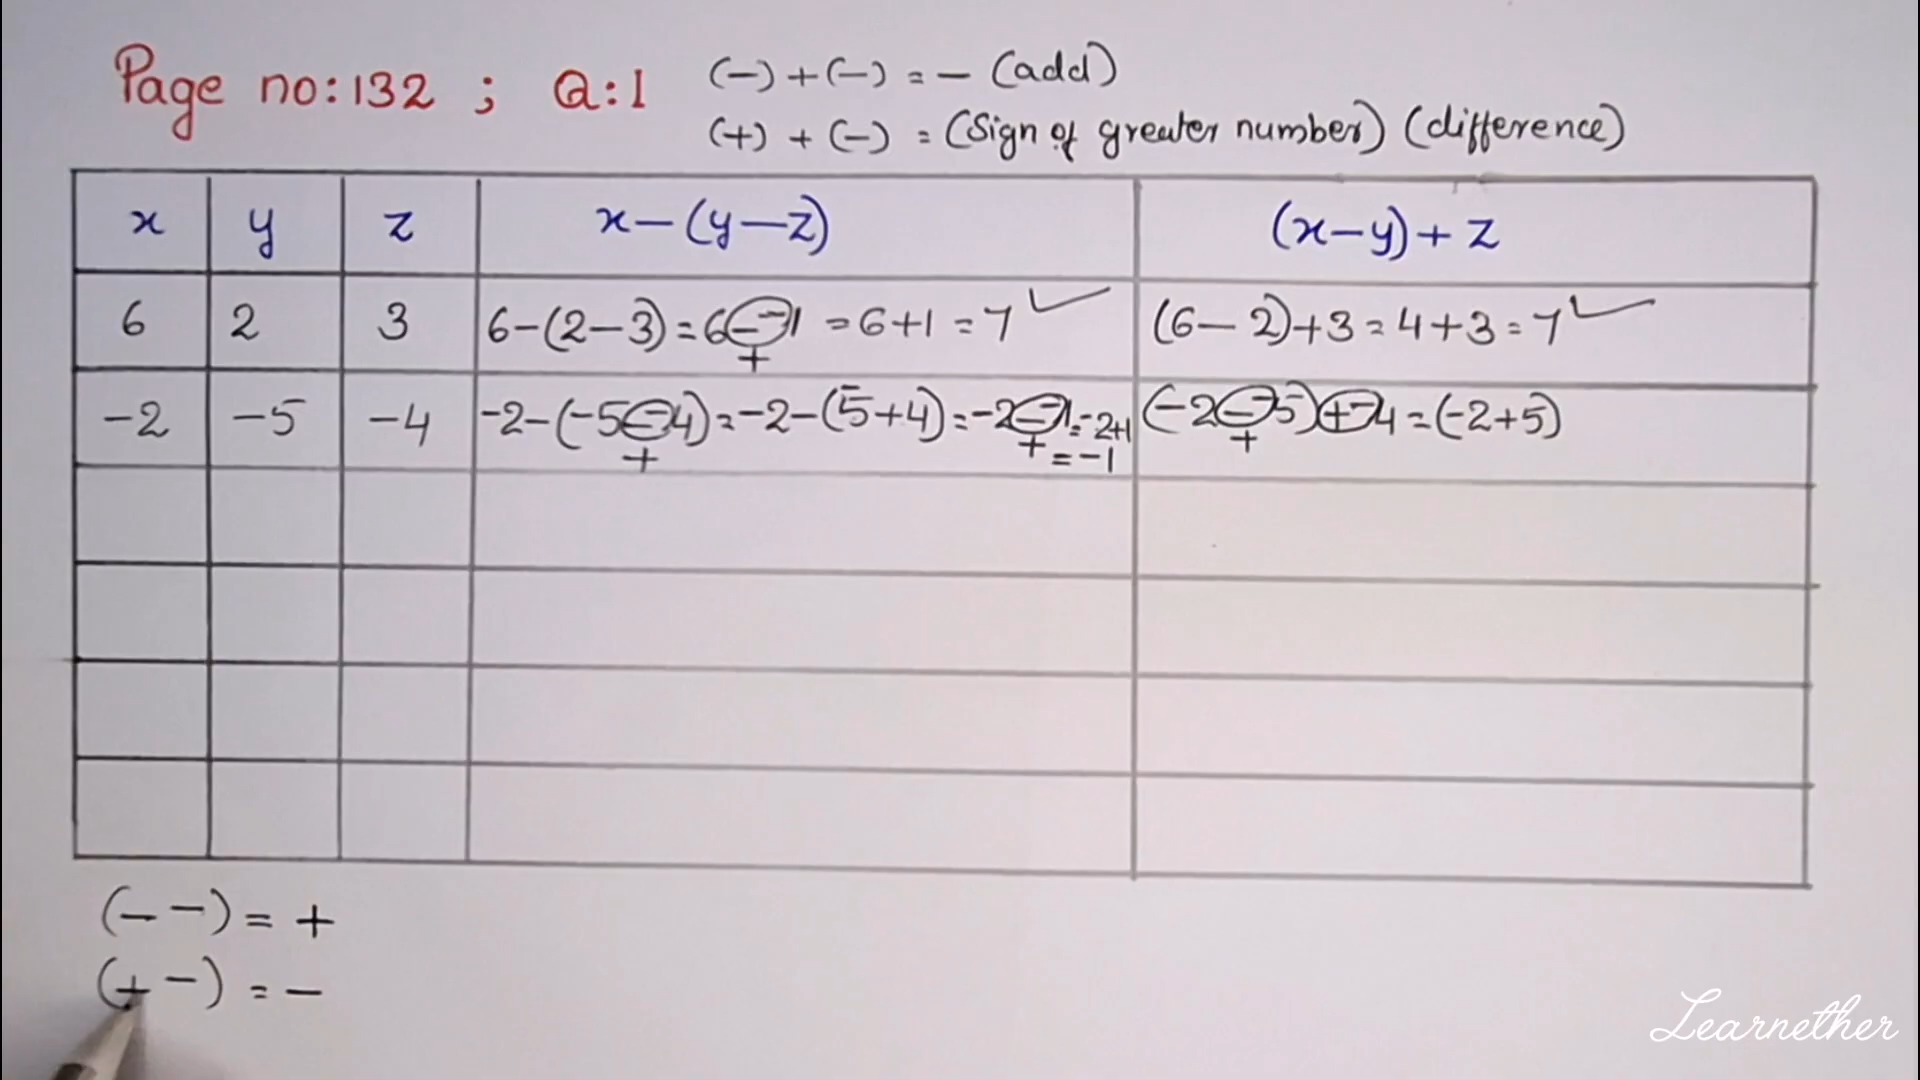 Page no:132 ; Q:1
(-) + (-) = - (add)
(+) + (-) = (Sign of greater number) (difference)
x y z x-(y-z) (x-y)+z
6 2 3 6-(2-3)=6--1 =6+1=7 ✓ (6-2)+3=4+3=7 ✓
+
-2 -5 -4 -2-(-5--4)=-2-(-5+4)=-2--1=-2+1 (-2--5)+-4=(-2+5)
+ + =-1 +
(--)=+
(+-)=-
Learnether